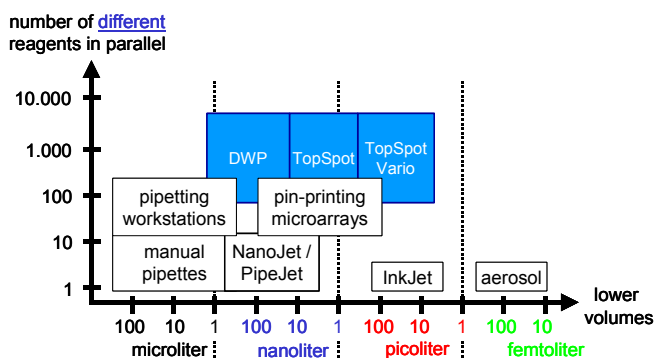 number of different
reagents in parallel
10.000
1.000
100
10
1
DWP
TopSpot
TopSpot
Vario
pipetting
workstations
pin-printing
microarrays
manual
pipettes
NanoJet /
PipeJet
InkJet
aerosol
lower
volumes
100 10 1 100 10 1 100 10 1 100 10
microliter nanoliter picoliter femtoliter